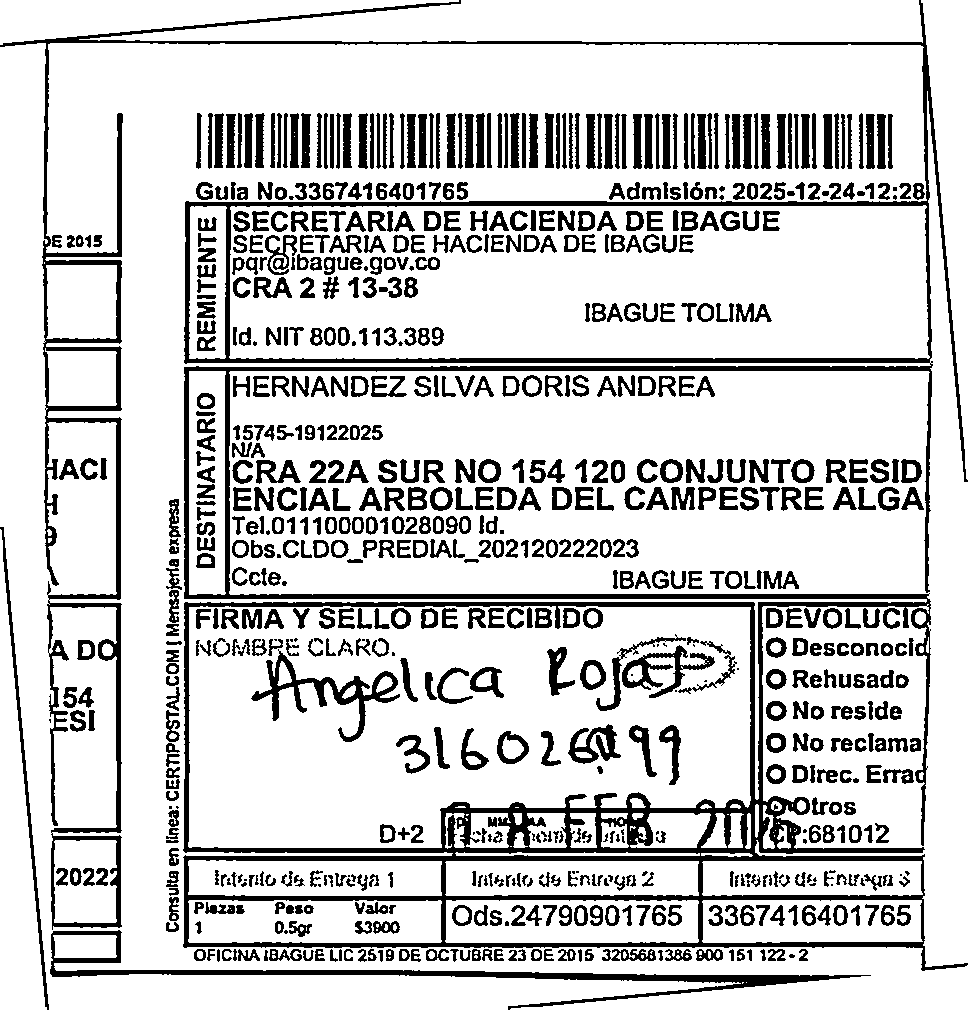 Guia No.3367416401765 Admisión: 2025-12-24-12:28
DE 2015
REMITENTE
SECRETARIA DE HACIENDA DE IBAGUE
SECRETARIA DE HACIENDA DE IBAGUE
pqr@ibague.gov.co
CRA 2 # 13-38
IBAGUE TOLIMA
Id. NIT 800.113.389
DESTINATARIO
HERNANDEZ SILVA DORIS ANDREA
15745-19122025
N/A
CRA 22A SUR NO 154 120 CONJUNTO RESID
ENCIAL ARBOLEDA DEL CAMPESTRE ALGA
Tel.011100001028090 Id.
Obs.CLDO_PREDIAL_202120222023
Ccte. IBAGUE TOLIMA
HACI
A DO
154
ESI
20222
Consulta en línea: CERTIPOSTAL.COM | Mensajería expresa
FIRMA Y SELLO DE RECIBIDO
NOMBRE CLARO.
Angelica Rojas
D+2
FEB
DEVOLUCIO
Desconocid
Rehusado
No reside
No reclama
Direc. Errad
Otros
CP:681012
Intento de Entrega 1 Intento de Entrega 2 Intento de Entrega 3
Piezas Peso Valor
1 0.5gr $3900
Ods.24790901765 3367416401765
OFICINA IBAGUE LIC 2519 DE OCTUBRE 23 DE 2015 3205681386 900 151 122 - 2